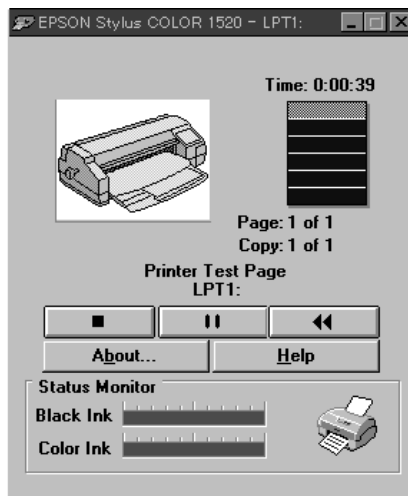 EPSON Stylus COLOR 1520 - LPT1:
Time: 0:00:39
Page: 1 of 1
Copy: 1 of 1
Printer Test Page
LPT1:
About... Help
Status Monitor
Black Ink
Color Ink